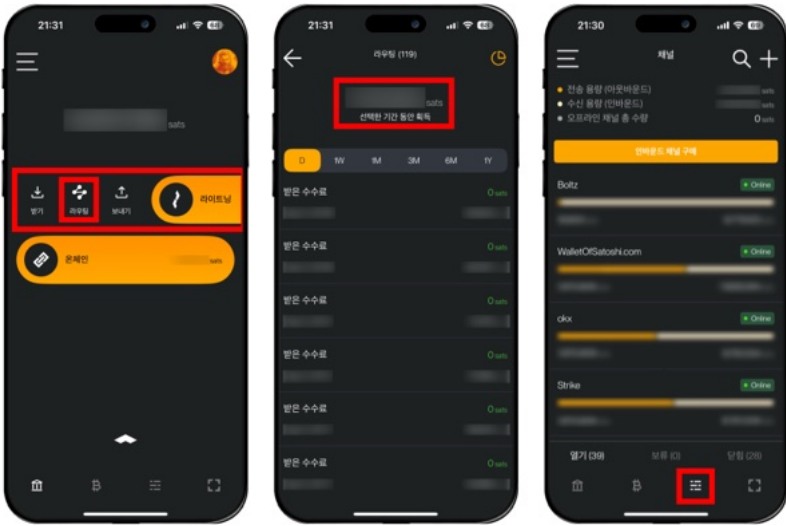 21:31
68
sats
받기
라우팅
보내기
라이트닝
온체인
sats
21:31
68
라우팅 (119)
sats
선택한 기간 동안 획득
D 1W 1M 3M 6M 1Y
받은 수수료
0 sats
받은 수수료
0 sats
받은 수수료
0 sats
받은 수수료
0 sats
받은 수수료
0 sats
받은 수수료
0 sats
21:30
68
채널
전송 용량 (아웃바운드)
sats
수신 용량 (인바운드)
sats
오프라인 채널 총 수량
0 sats
인바운드 채널 구매
Boltz
Online
WalletOfSatoshi.com
Online
okx
Online
Strike
Online
열기 (39) 보류 (0) 닫힘 (28)